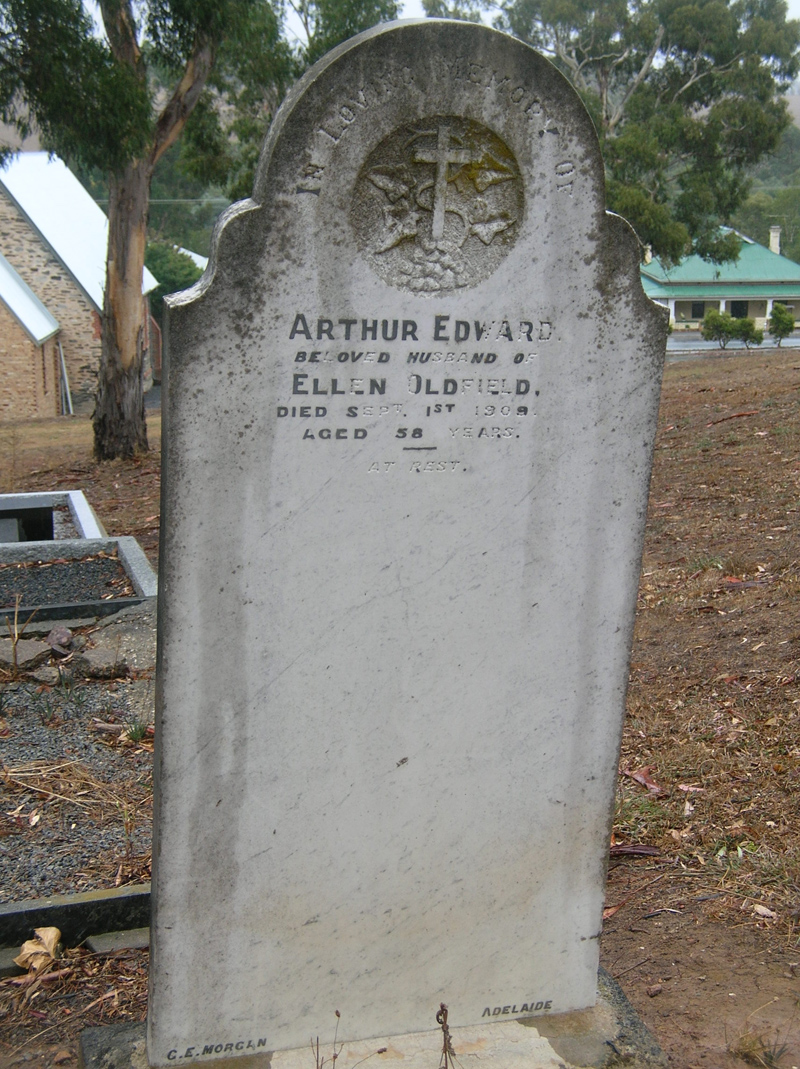 IN LOVING MEMORY OF
ARTHUR EDWARD.
BELOVED HUSBAND OF
ELLEN OLDFIELD,
DIED SEPT. 1ST 1909.
AGED 58 YEARS.
AT REST.
C.E.MORGAN ADELAIDE